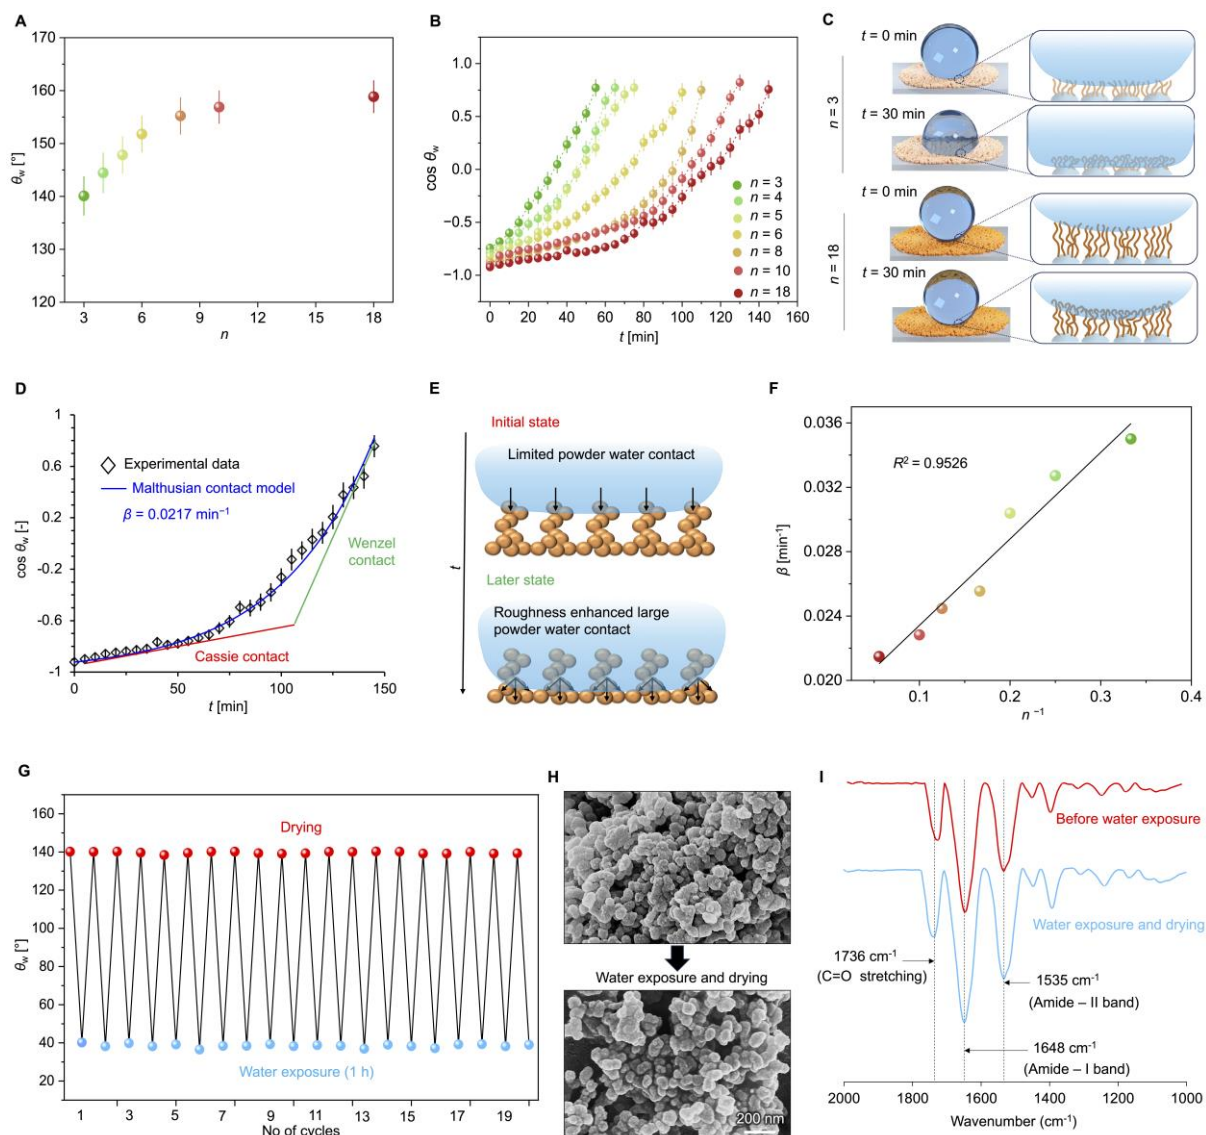 A
170
160
150
140
130
120
θw [°]
3
6
9
12
15
18
n
B
1.0
0.5
0.0
−0.5
−1.0
cos θw
n = 3
n = 4
n = 5
n = 6
n = 8
n = 10
n = 18
0
20
40
60
80
100
120
140
160
t [min]
C
t = 0 min
t = 30 min
n = 3
t = 0 min
t = 30 min
n = 18
D
1
0.6
0.2
-0.2
-0.6
-1
cos θw [-]
Experimental data
Malthusian contact model
β = 0.0217 min⁻¹
Wenzel
contact
Cassie contact
0
50
100
150
t [min]
E
Initial state
Limited powder water contact
t
Later state
Roughness enhanced large
powder water contact
F
0.036
0.032
0.028
0.024
0.020
β [min⁻¹]
R² = 0.9526
0.1
0.2
0.3
0.4
n ⁻¹
G
160
140
120
100
80
60
40
20
θw [°]
Drying
Water exposure (1 h)
1
3
5
7
9
11
13
15
17
19
No of cycles
H
Water exposure and drying
200 nm
I
Before water exposure
Water exposure and drying
1736 cm⁻¹
(C=O stretching)
1535 cm⁻¹
(Amide – II band)
1648 cm⁻¹
(Amide – I band)
2000
1800
1600
1400
1200
1000
Wavenumber (cm⁻¹)